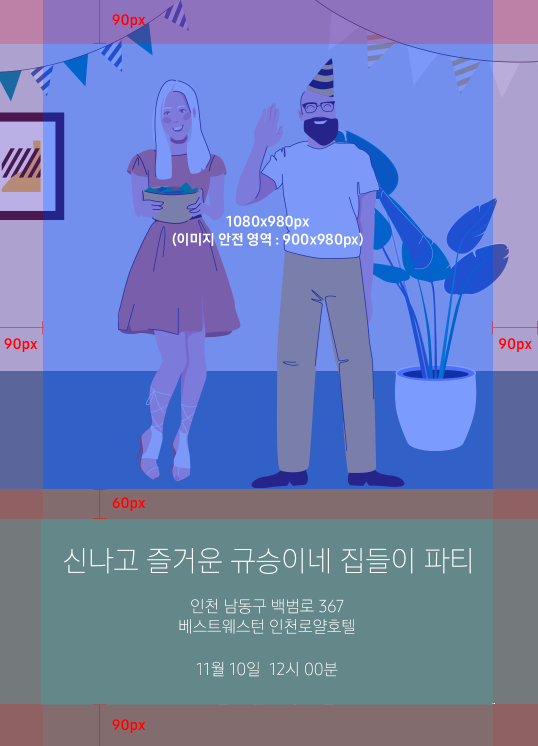 90px
1080x980px
(이미지 안전 영역 : 900x980px)
90px
90px
60px
신나고 즐거운 규승이네 집들이 파티
인천 남동구 백범로 367
베스트웨스턴 인천로얄호텔
11월 10일 12시 00분
90px